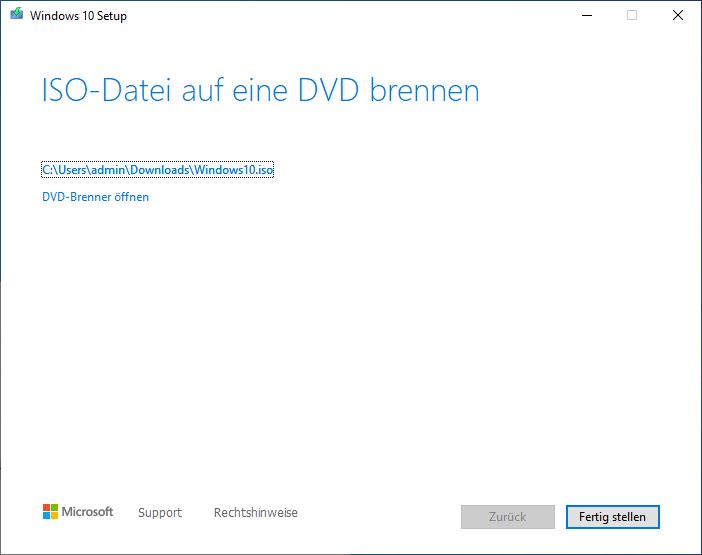 Windows 10 Setup
ISO-Datei auf eine DVD brennen
C:\Users\admin\Downloads\Windows10.iso
DVD-Brenner öffnen
Microsoft Support Rechtshinweise Zurück Fertig stellen